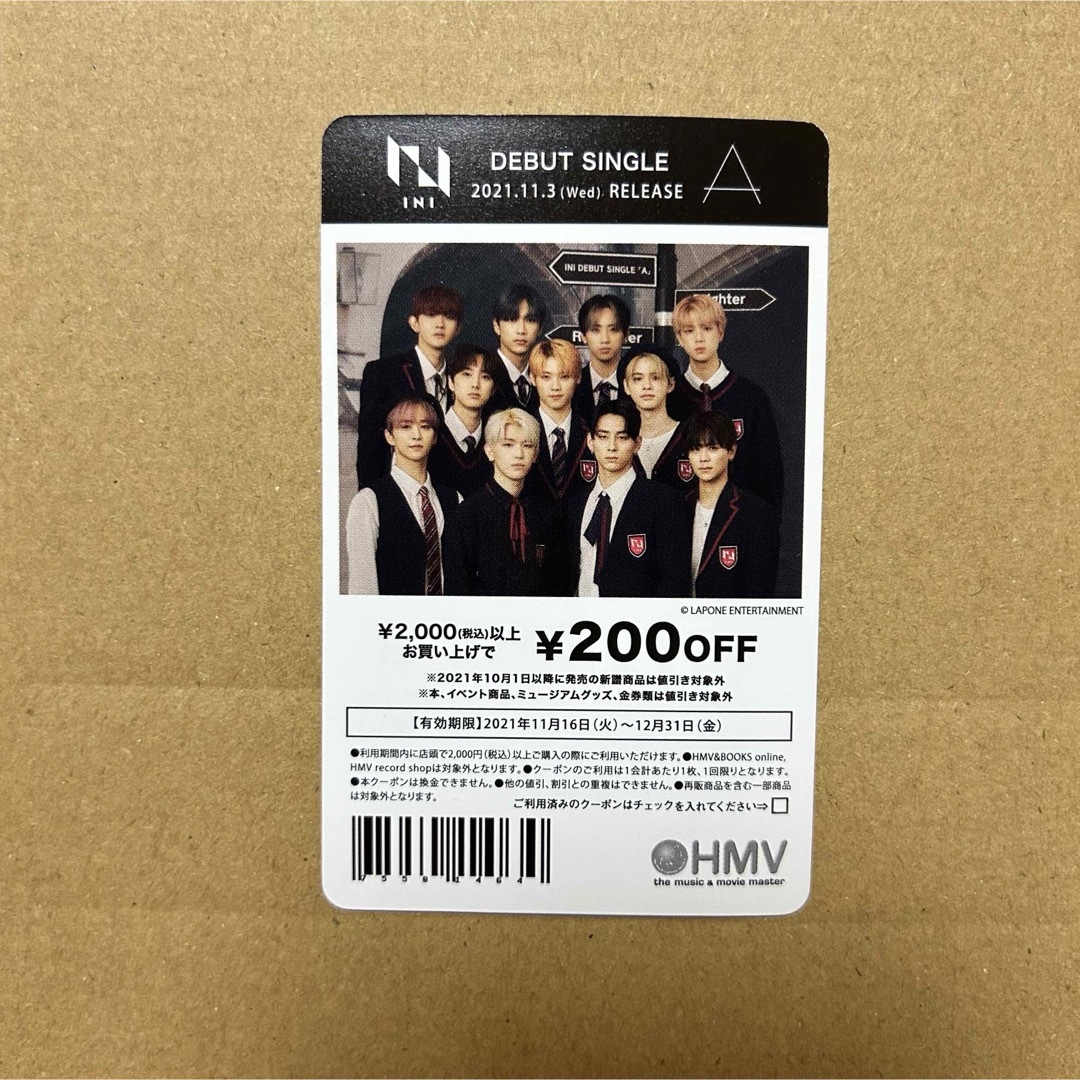 INI
DEBUT SINGLE
2021.11.3(Wed) RELEASE
A
INI DEBUT SINGLE「A」
© LAPONE ENTERTAINMENT
¥2,000(税込)以上
お買い上げで
¥200OFF
※2021年10月1日以降に発売の新譜商品は値引き対象外
※本、イベント商品、ミュージアムグッズ、金券類は値引き対象外
【有効期限】2021年11月16日(火)～12月31日(金)
●利用期間内に店頭で2,000円(税込)以上ご購入の際にご利用いただけます。●HMV&BOOKS online,
HMV record shopは対象外となります。●クーポンのご利用は1会計あたり1枚、1回限りとなります。
●本クーポンは換金できません。●他の値引、割引との重複はできません。●再販商品を含む一部商品
は対象外となります。
ご利用済みのクーポンはチェックを入れてください⇒□
HMV
the music & movie master